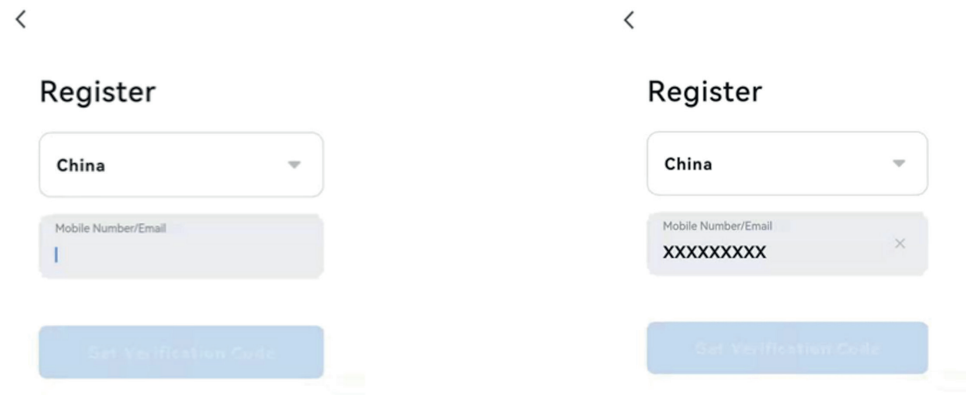 Register
China
Mobile Number/Email
Get Verification Code
Register
China
Mobile Number/Email
XXXXXXXXX
Get Verification Code